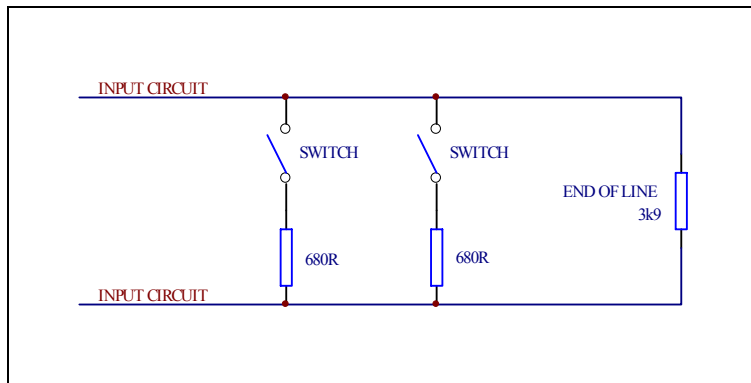 INPUT CIRCUIT
SWITCH
SWITCH
END OF LINE
3k9
680R
680R
INPUT CIRCUIT